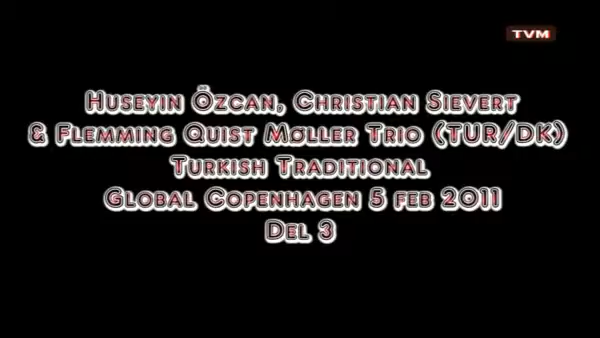 TVM
Huseyin Özcan, Christian Sievert
& Flemming Quist Møller Trio (TUR/DK)
Turkish Traditional
Global Copenhagen 5 feb 2011
Del 3